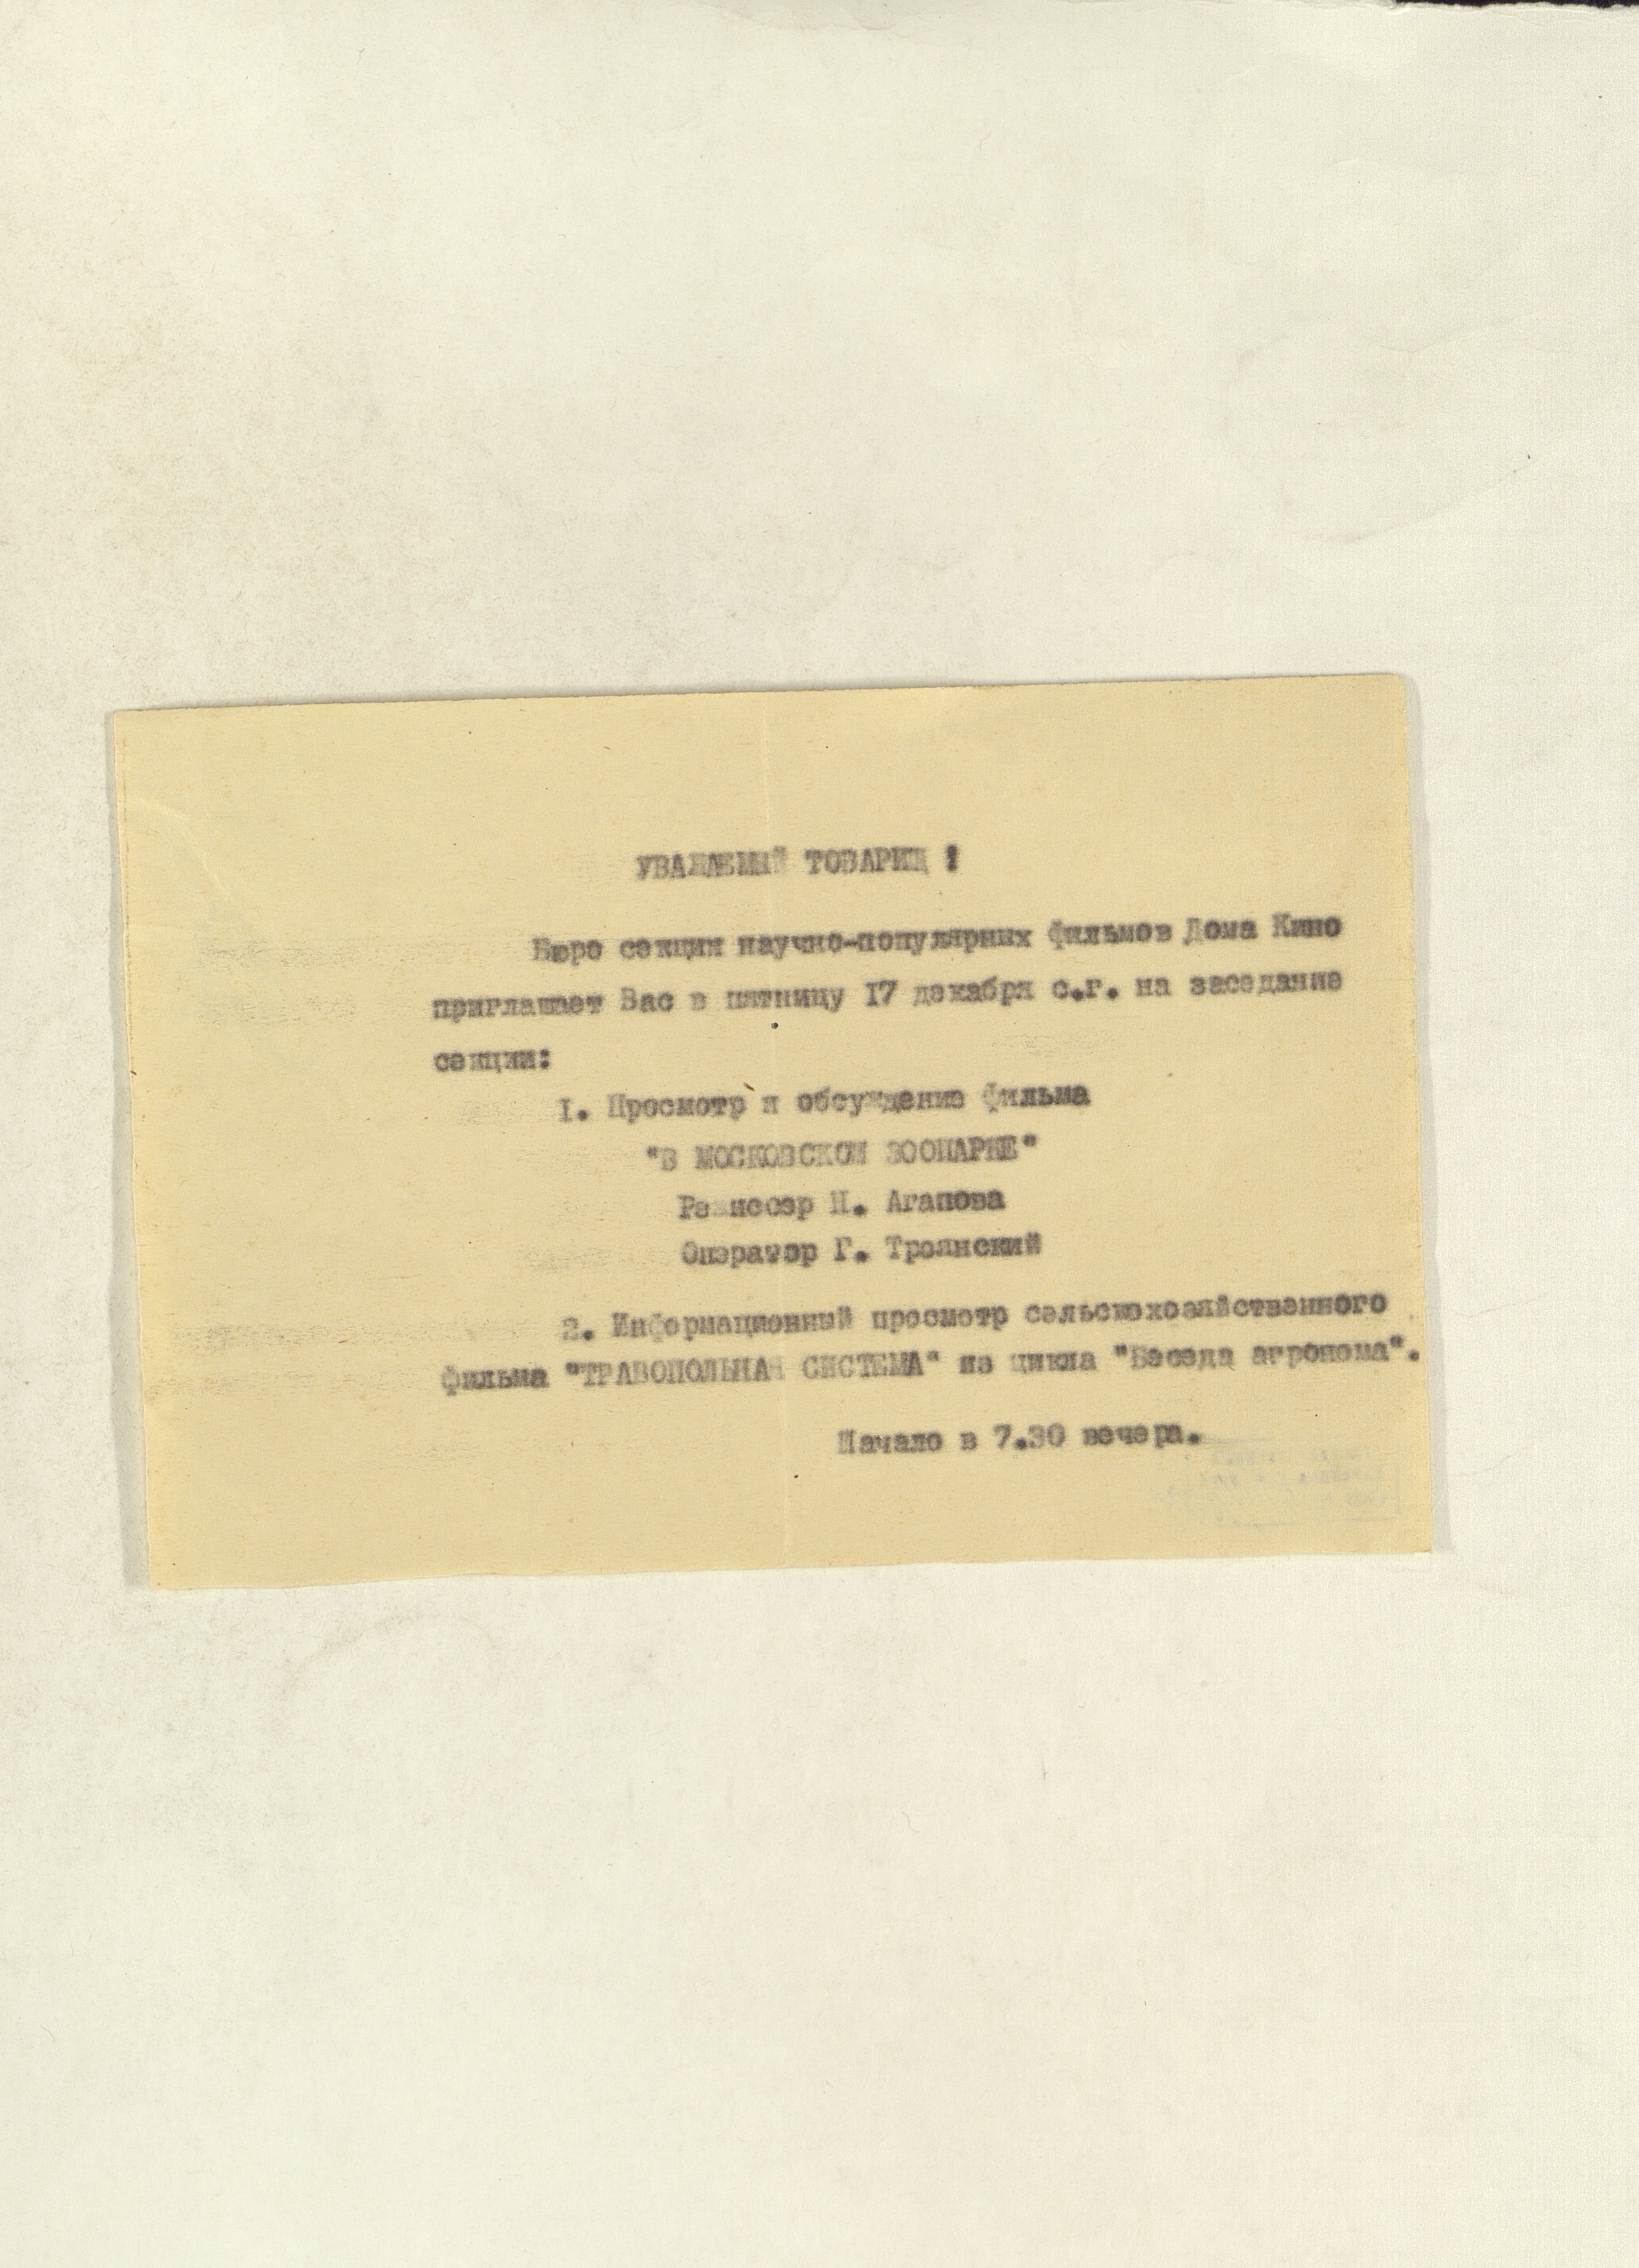 УВАЖАЕМЫЙ ТОВАРИЩ !
Бюро секции научно-популярных фильмов Дома Кино
приглашает Вас в пятницу 17 декабря с.г. на заседание
секции:
1. Просмотр и обсуждение фильма
"В МОСКОВСКОМ ЗООПАРКЕ"
Режиссер Н. Агапова
Оператор Г. Троянский
2. Информационный просмотр сельскохозяйственного
фильма "ТРАВОПОЛЬНАЯ СИСТЕМА" из цикла "Беседа агронома".
Начало в 7.30 вечера.